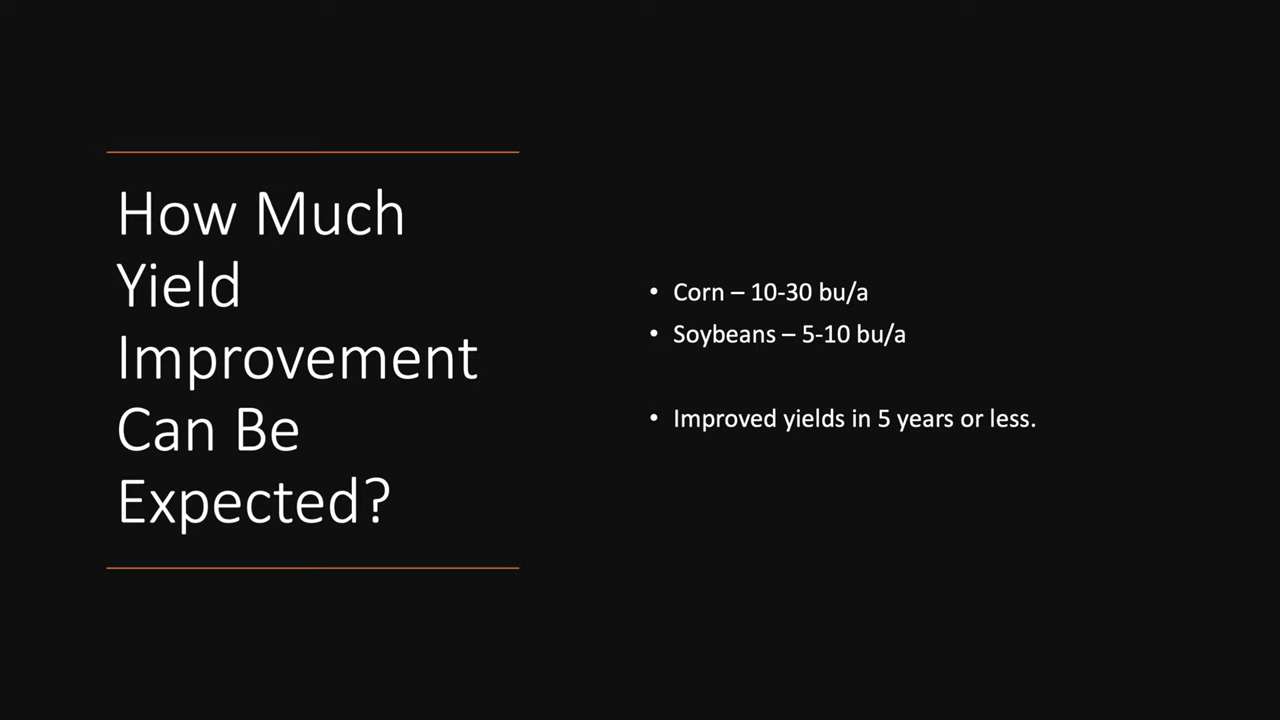 How Much
Yield
Improvement
Can Be
Expected?
• Corn – 10-30 bu/a
• Soybeans – 5-10 bu/a
• Improved yields in 5 years or less.